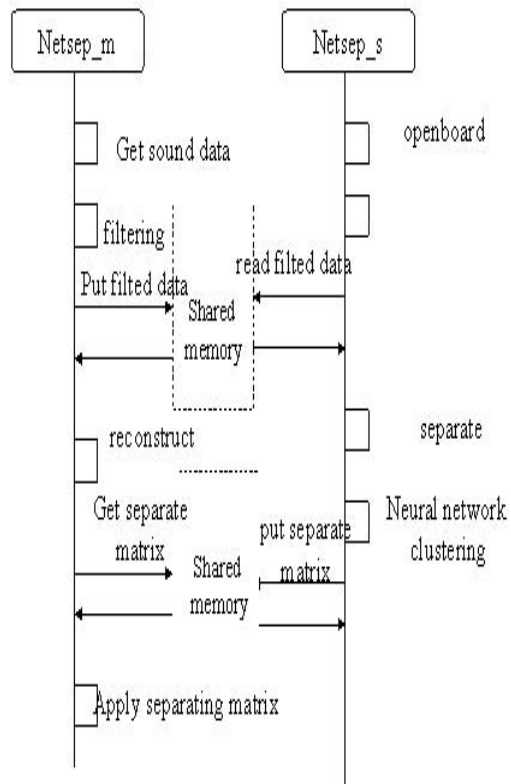 Netsep_m
Netsep_s
Get sound data
openboard
filtering
read filted data
Put filted data
Shared
memory
reconstruct
separate
Get separate
matrix
put separate
matrix
Neural network
clustering
Shared
memory
Apply separating matrix